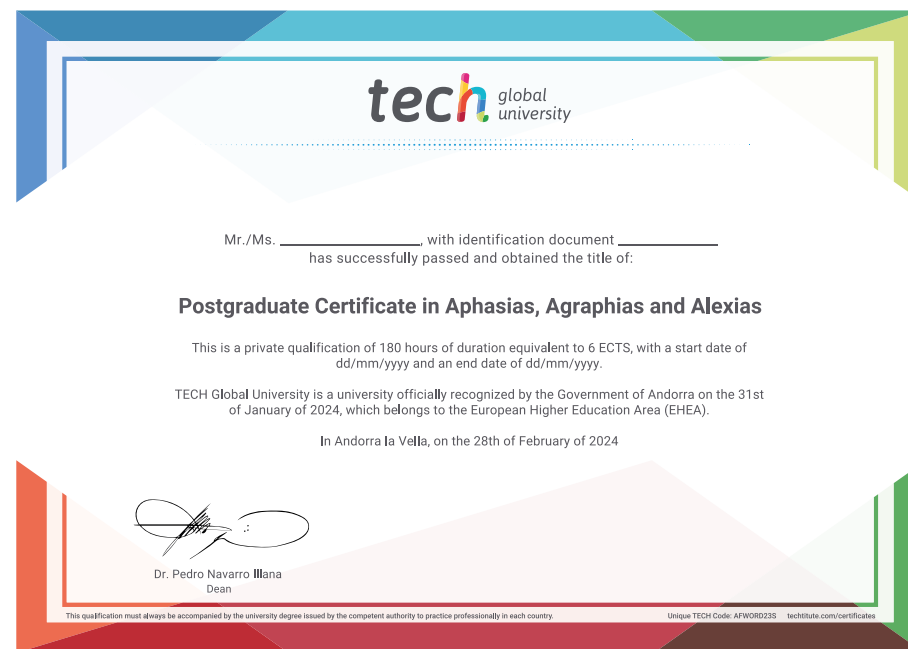 tech global university
Mr./Ms. ____________________, with identification document ______________
has successfully passed and obtained the title of:
Postgraduate Certificate in Aphasias, Agraphias and Alexias
This is a private qualification of 180 hours of duration equivalent to 6 ECTS, with a start date of
dd/mm/yyyy and an end date of dd/mm/yyyy.
TECH Global University is a university officially recognized by the Government of Andorra on the 31st
of January of 2024, which belongs to the European Higher Education Area (EHEA).
In Andorra la Vella, on the 28th of February of 2024
Dr. Pedro Navarro Illana
Dean
This qualification must always be accompanied by the university degree issued by the competent authority to practice professionally in each country.
Unique TECH Code: AFWORD23S techtitute.com/certificates